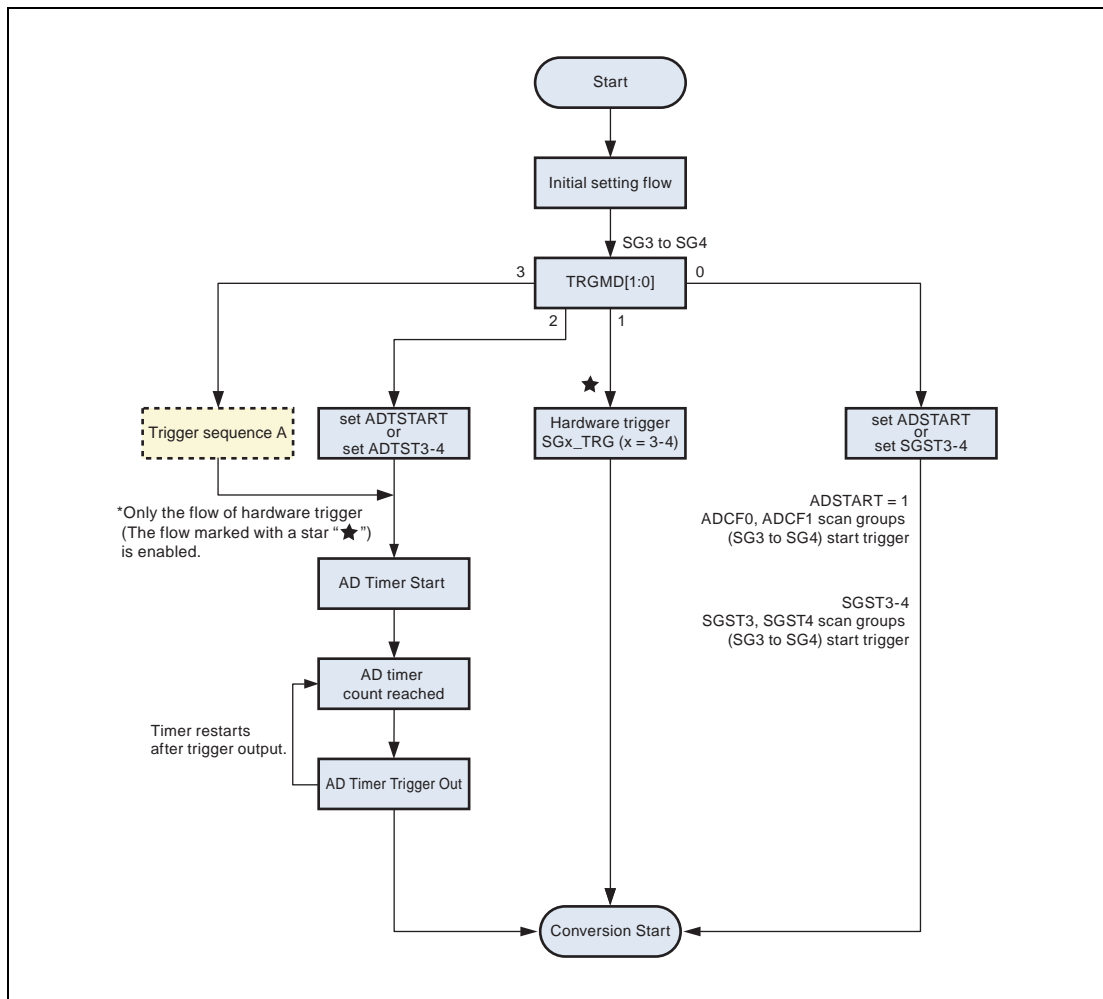 Start
Initial setting flow
SG3 to SG4
TRGMD[1:0]
3
0
2
1
★
Trigger sequence A
set ADTSTART
or
set ADTST3-4
Hardware trigger
SGx_TRG (x = 3-4)
set ADSTART
or
set SGST3-4
*Only the flow of hardware trigger
(The flow marked with a star “★”)
is enabled.
ADSTART = 1
ADCF0, ADCF1 scan groups
(SG3 to SG4) start trigger
AD Timer Start
SGST3-4
SGST3, SGST4 scan groups
(SG3 to SG4) start trigger
AD timer
count reached
Timer restarts
after trigger output.
AD Timer Trigger Out
Conversion Start